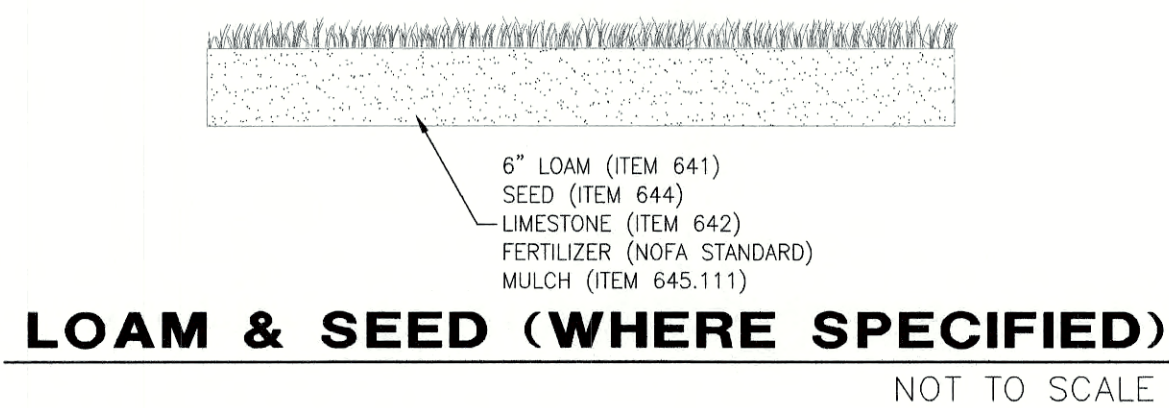 6” LOAM (ITEM 641)
SEED (ITEM 644)
LIMESTONE (ITEM 642)
FERTILIZER (NOFA STANDARD)
MULCH (ITEM 645.111)
LOAM & SEED (WHERE SPECIFIED)
NOT TO SCALE